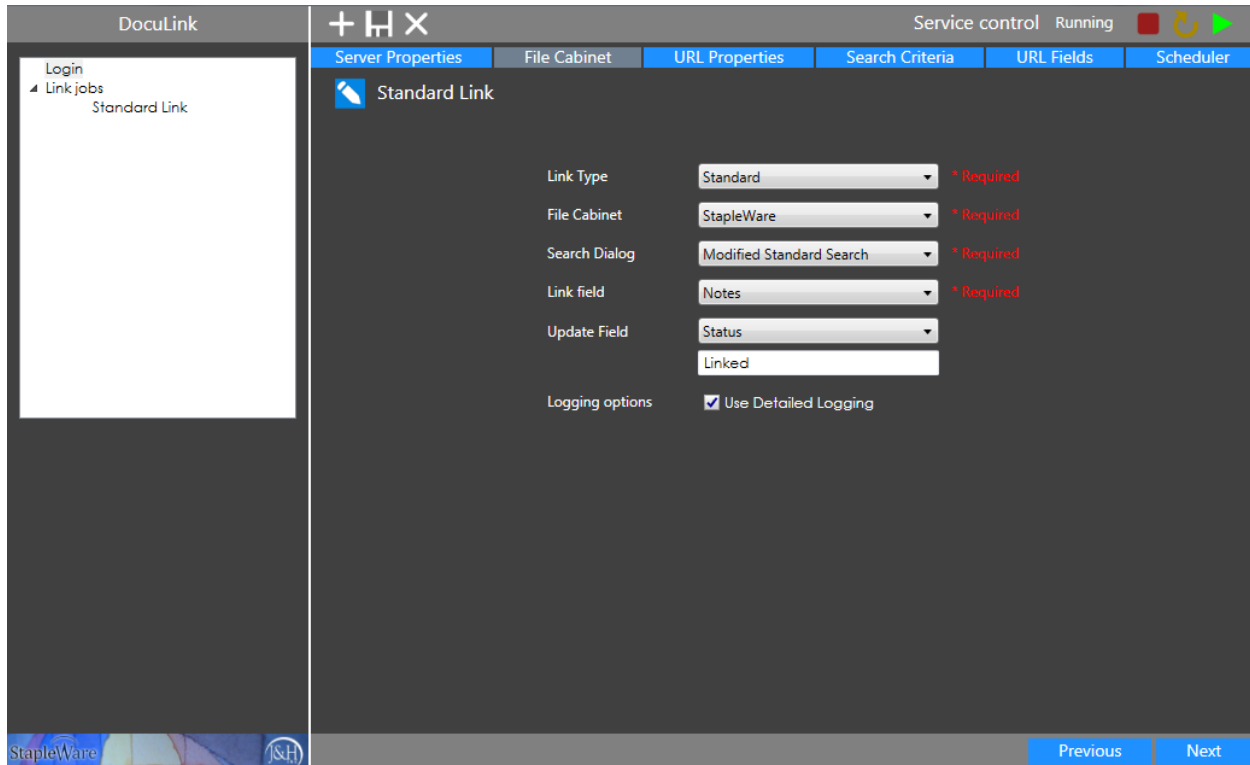 DocuLink
Service control Running
Server Properties File Cabinet URL Properties Search Criteria URL Fields Scheduler
Login
Link jobs
Standard Link
Standard Link
Link Type Standard * Required
File Cabinet StapleWare * Required
Search Dialog Modified Standard Search * Required
Link field Notes * Required
Update Field Status
Linked
Logging options Use Detailed Logging
StapleWare J&H
Previous Next